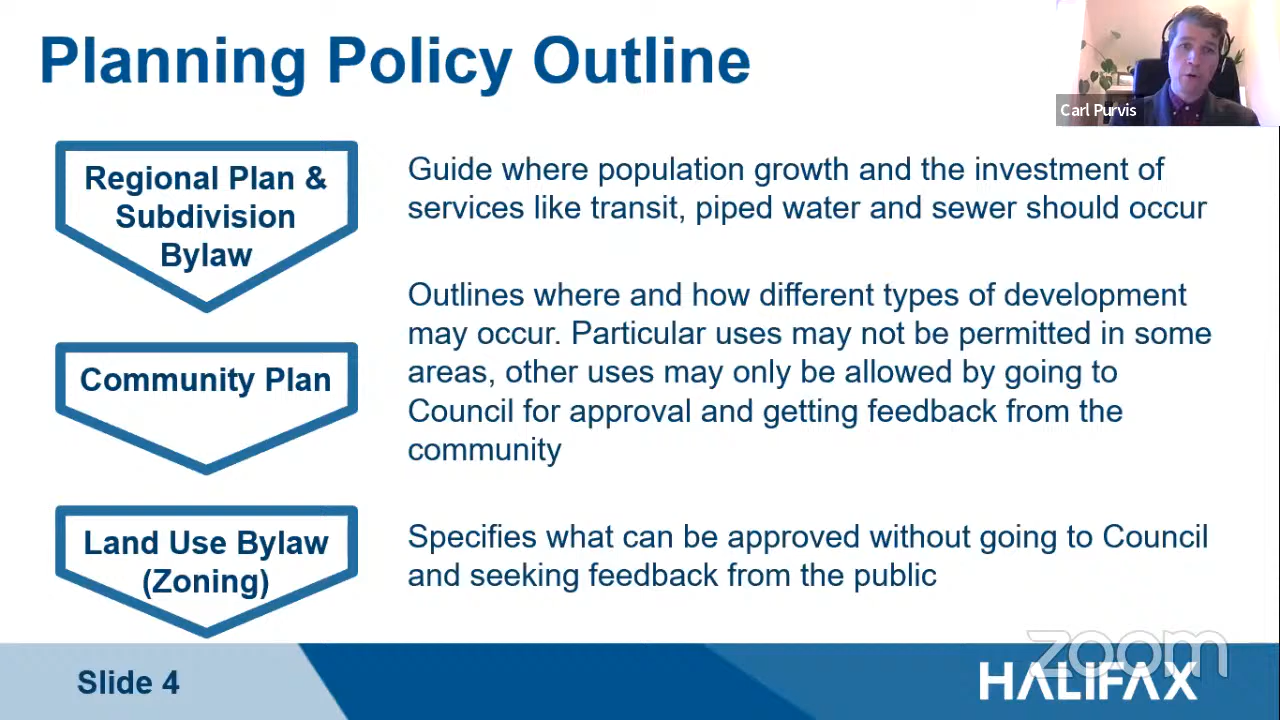 Planning Policy Outline
Carl Purvis
Regional Plan &
Subdivision
Bylaw
Guide where population growth and the investment of
services like transit, piped water and sewer should occur
Community Plan
Outlines where and how different types of development
may occur. Particular uses may not be permitted in some
areas, other uses may only be allowed by going to
Council for approval and getting feedback from the
community
Land Use Bylaw
(Zoning)
Specifies what can be approved without going to Council
and seeking feedback from the public
zoom
Slide 4
HALIFAX